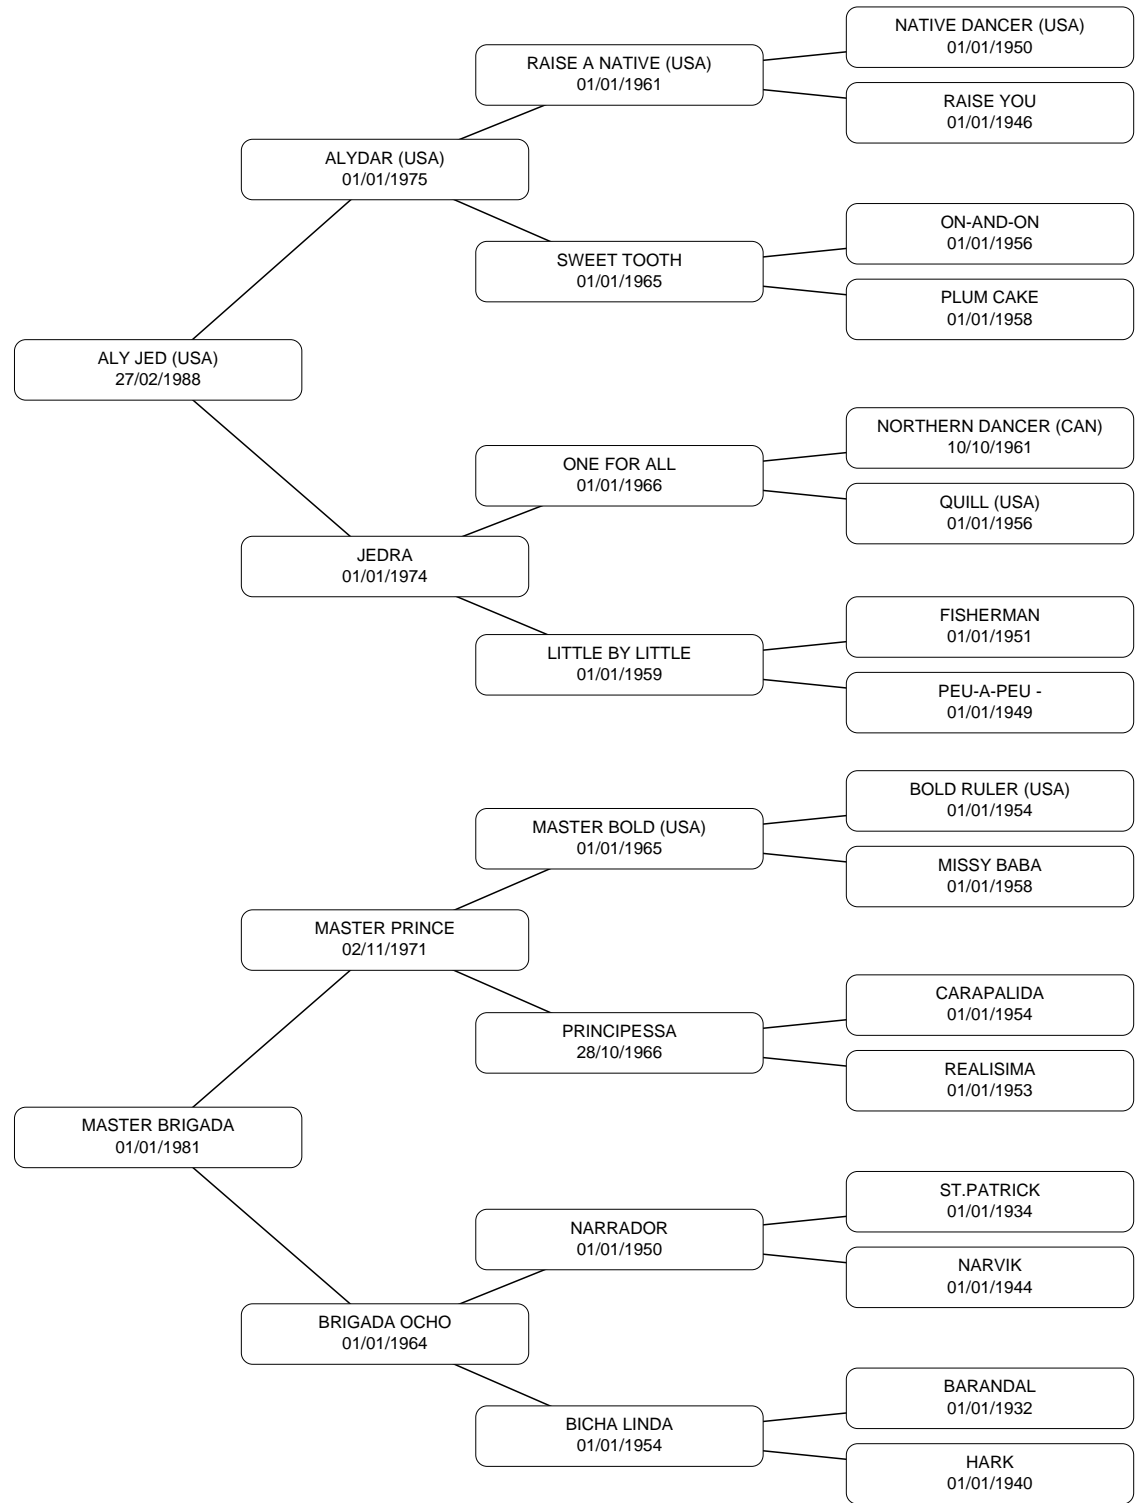 NATIVE DANCER (USA)
01/01/1950
RAISE A NATIVE (USA)
01/01/1961
RAISE YOU
01/01/1946
ALYDAR (USA)
01/01/1975
ON-AND-ON
01/01/1956
SWEET TOOTH
01/01/1965
PLUM CAKE
01/01/1958
ALY JED (USA)
27/02/1988
NORTHERN DANCER (CAN)
10/10/1961
ONE FOR ALL
01/01/1966
QUILL (USA)
01/01/1956
JEDRA
01/01/1974
FISHERMAN
01/01/1951
LITTLE BY LITTLE
01/01/1959
PEU-A-PEU -
01/01/1949
BOLD RULER (USA)
01/01/1954
MASTER BOLD (USA)
01/01/1965
MISSY BABA
01/01/1958
MASTER PRINCE
02/11/1971
CARAPALIDA
01/01/1954
PRINCIPESSA
28/10/1966
REALISIMA
01/01/1953
MASTER BRIGADA
01/01/1981
ST.PATRICK
01/01/1934
NARRADOR
01/01/1950
NARVIK
01/01/1944
BRIGADA OCHO
01/01/1964
BARANDAL
01/01/1932
BICHA LINDA
01/01/1954
HARK
01/01/1940